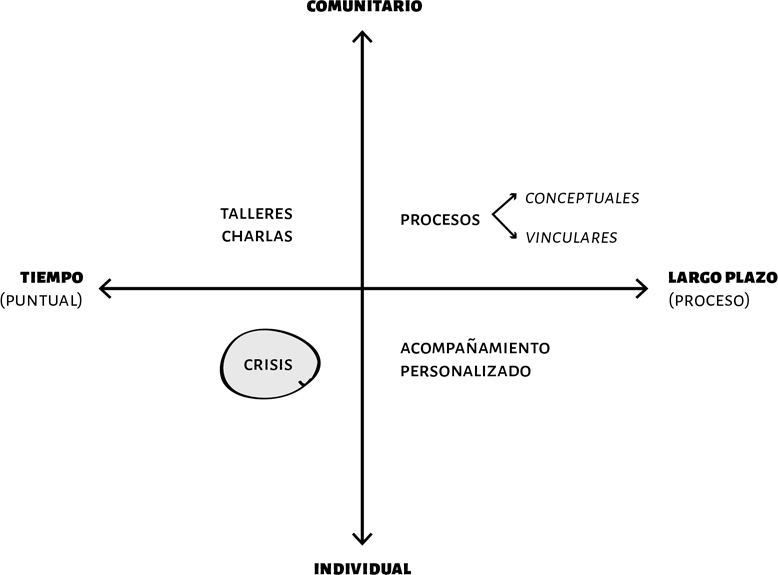 COMUNITARIO
TALLERES
CHARLAS
PROCESOS
CONCEPTUALES
VINCULARES
TIEMPO
(PUNTUAL)
LARGO PLAZO
(PROCESO)
CRISIS
ACOMPAÑAMIENTO
PERSONALIZADO
INDIVIDUAL